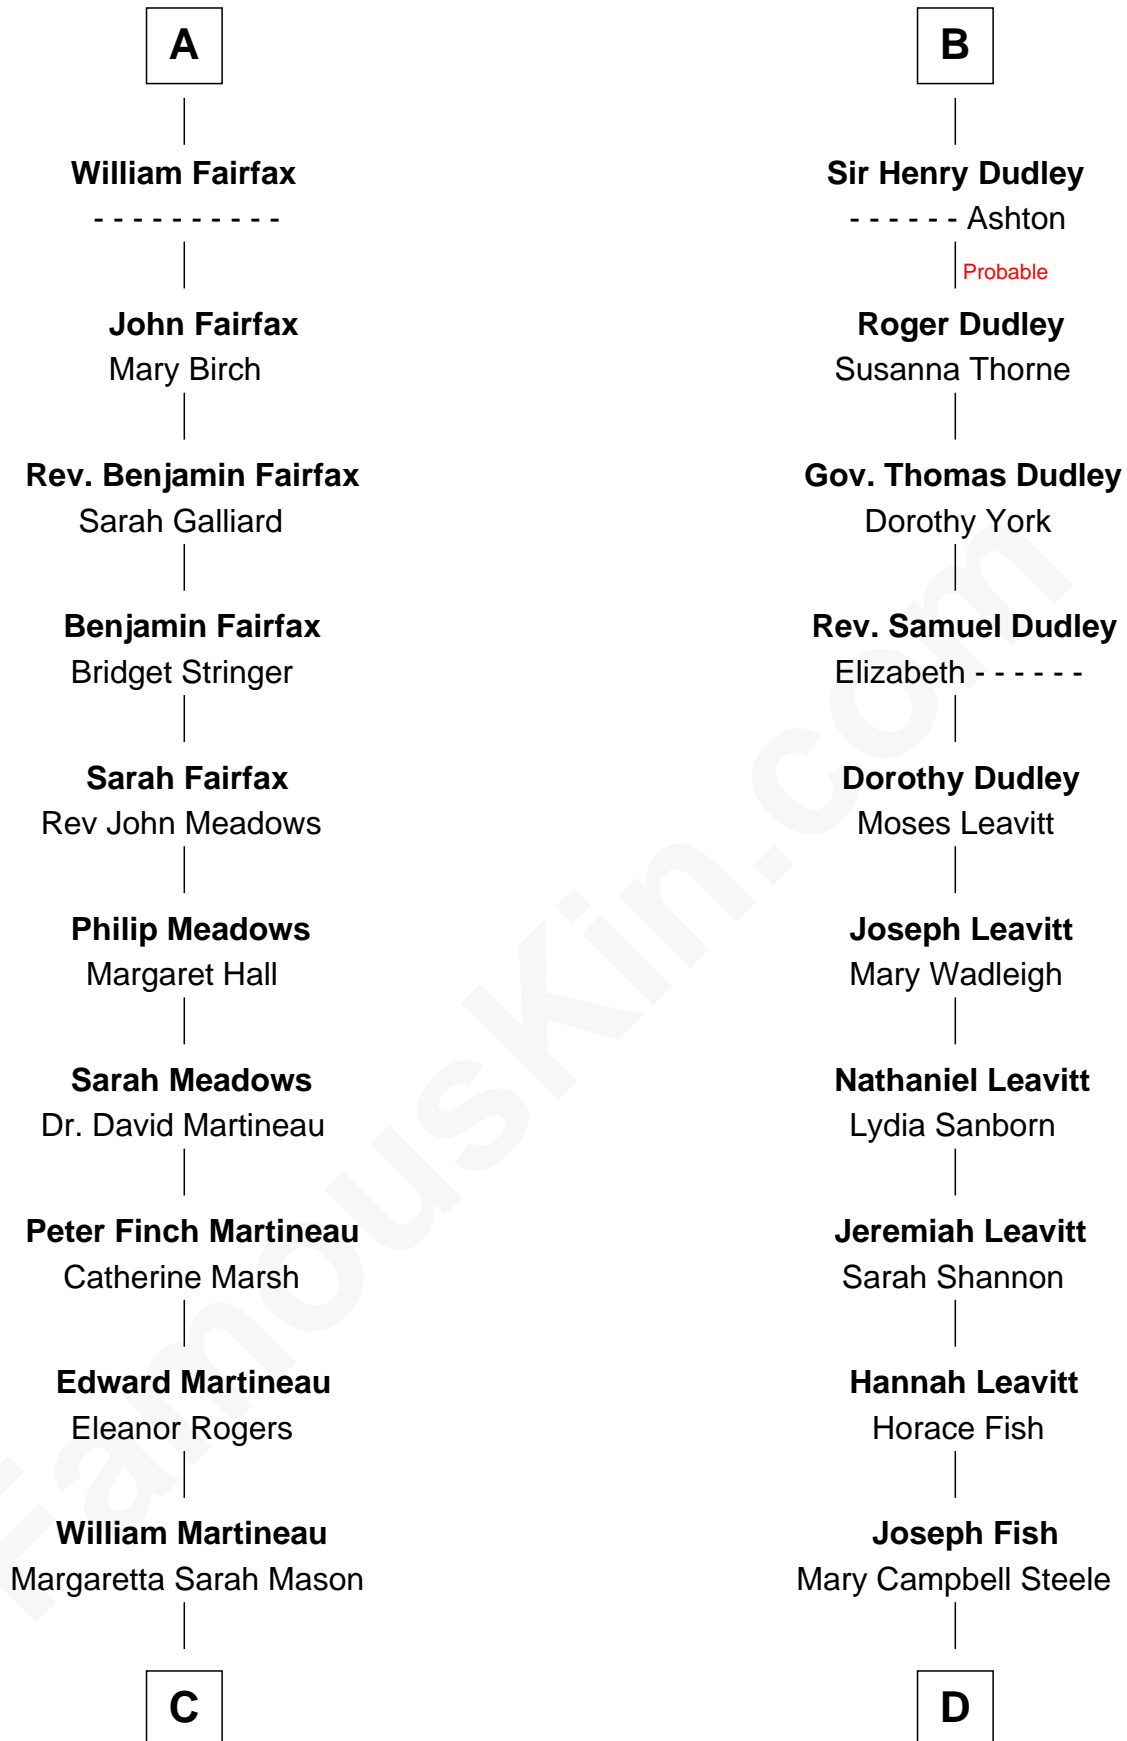 A
William Fairfax
- - - - - - - - - -
John Fairfax
Mary Birch
Rev. Benjamin Fairfax
Sarah Galliard
Benjamin Fairfax
Bridget Stringer
Sarah Fairfax
Rev John Meadows
Philip Meadows
Margaret Hall
Sarah Meadows
Dr. David Martineau
Peter Finch Martineau
Catherine Marsh
Edward Martineau
Eleanor Rogers
William Martineau
Margaretta Sarah Mason
C
B
Sir Henry Dudley
- - - - - - Ashton
Probable
Roger Dudley
Susanna Thorne
Gov. Thomas Dudley
Dorothy York
Rev. Samuel Dudley
Elizabeth - - - - - -
Dorothy Dudley
Moses Leavitt
Joseph Leavitt
Mary Wadleigh
Nathaniel Leavitt
Lydia Sanborn
Jeremiah Leavitt
Sarah Shannon
Hannah Leavitt
Horace Fish
Joseph Fish
Mary Campbell Steele
D
FamousKin.com